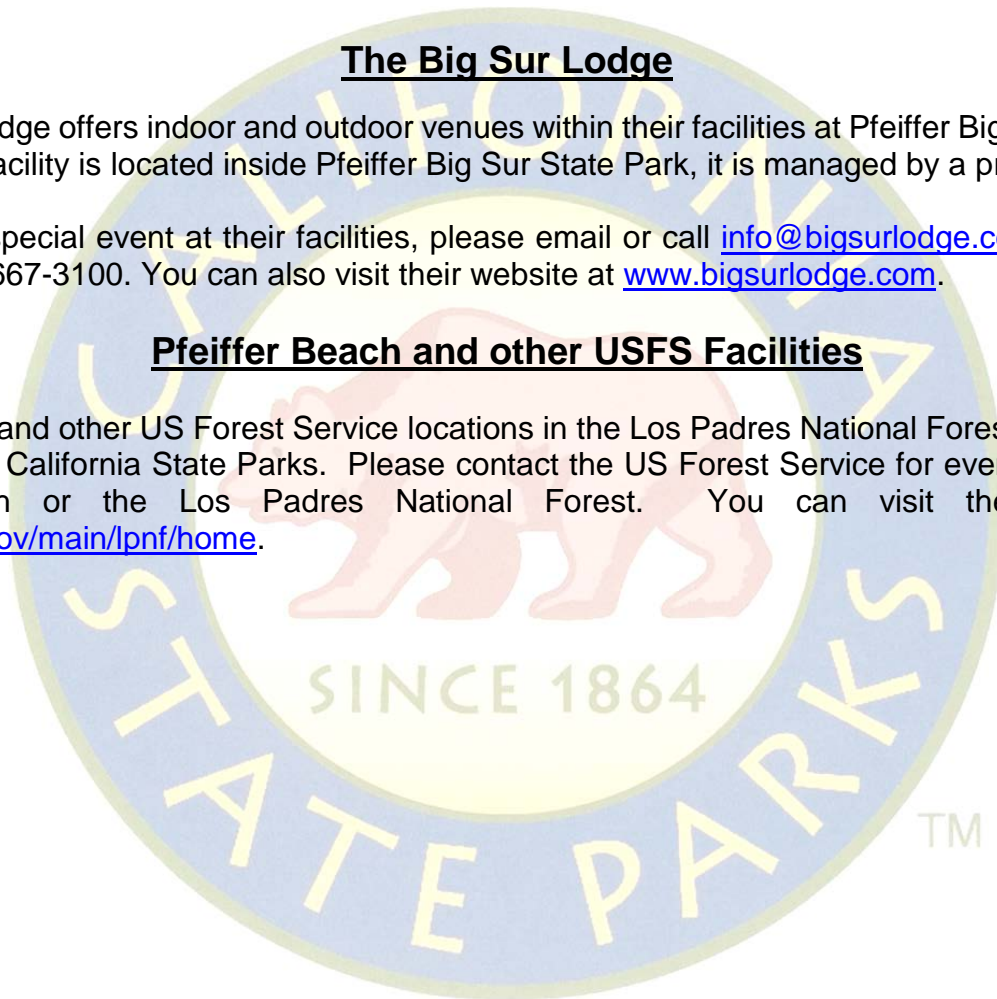 The Big Sur Lodge
dge offers indoor and outdoor venues within their facilities at Pfeiffer Big
acility is located inside Pfeiffer Big Sur State Park, it is managed by a pr
special event at their facilities, please email or call info@bigsurlodge.c
667-3100. You can also visit their website at www.bigsurlodge.com.
Pfeiffer Beach and other USFS Facilities
and other US Forest Service locations in the Los Padres National Fores
California State Parks. Please contact the US Forest Service for ever
or the Los Padres National Forest. You can visit the
ov/main/lpnf/home.
CALIFORNIA
SINCE 1864
STATE PARKS
TM